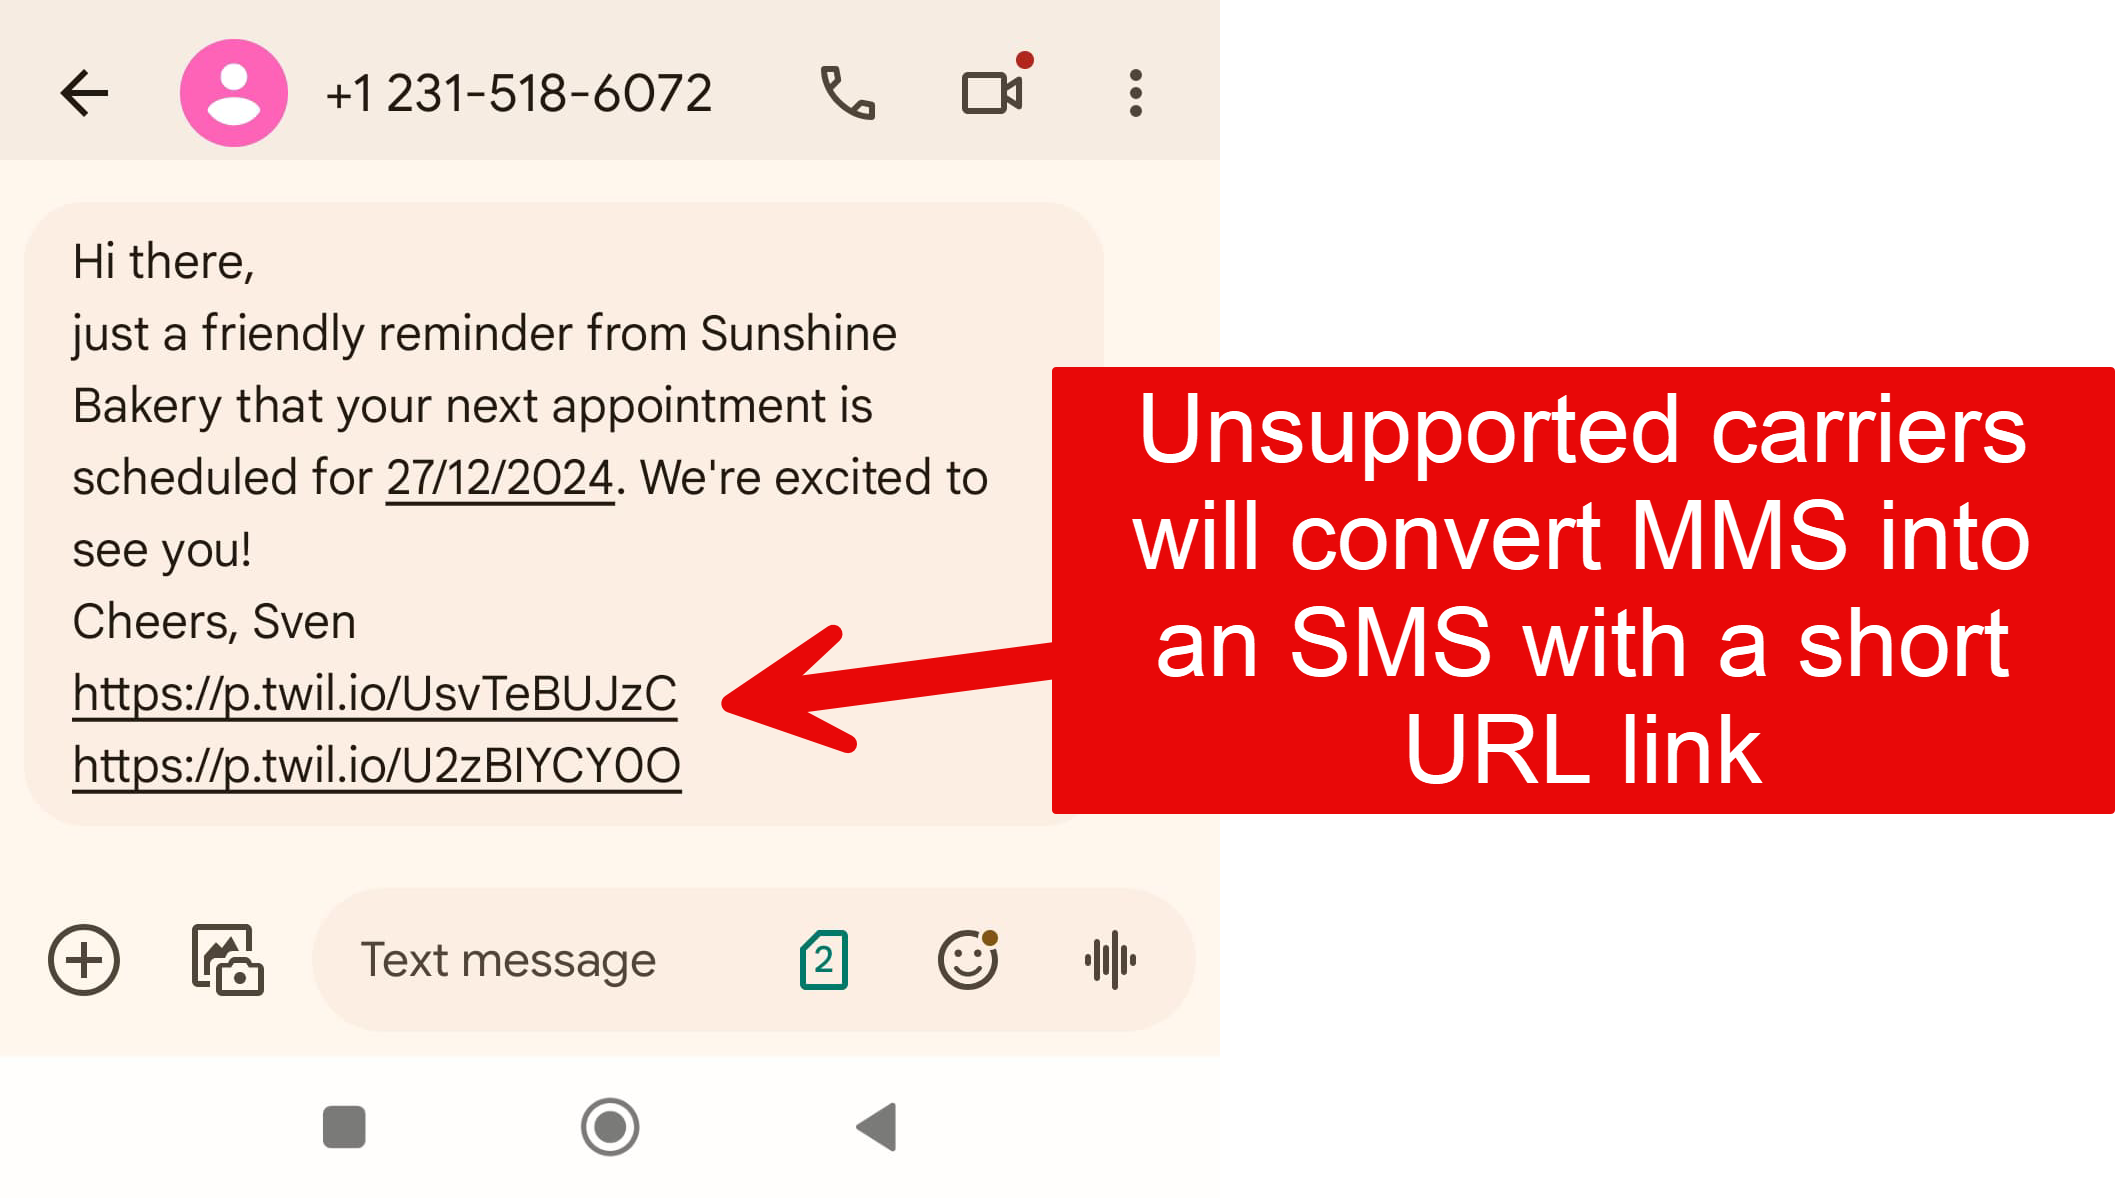 +1 231-518-6072
Hi there,
just a friendly reminder from Sunshine
Bakery that your next appointment is
scheduled for 27/12/2024. We're excited to
see you!
Cheers, Sven
https://p.twil.io/UsvTeBUJzC
https://p.twil.io/U2zBIYCY0O
Unsupported carriers
will convert MMS into
an SMS with a short
URL link
Text message
2